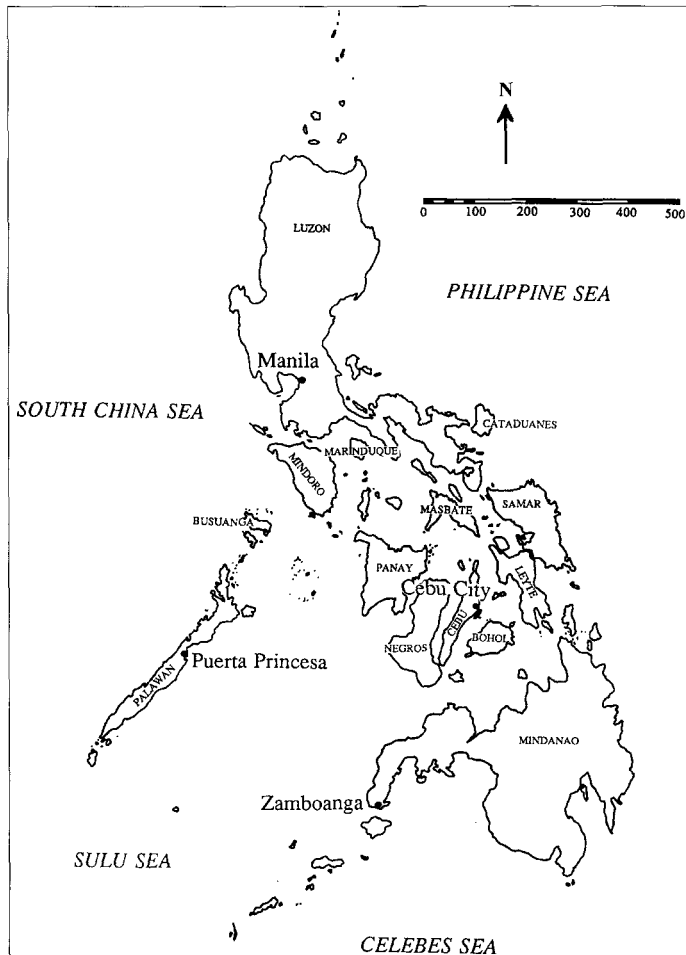 N
0 100 200 300 400 500
LUZON
PHILIPPINE SEA
Manila
SOUTH CHINA SEA
CATADUANES
MARINDUQUE
MINDORO
MASBATE
SAMAR
BUSUANGA
PANAY
LEYTE
Cebu City
CEBU
BOHOL
NEGROS
Puerta Princesa
PALAWAN
MINDANAO
Zamboanga
SULU SEA
CELEBES SEA